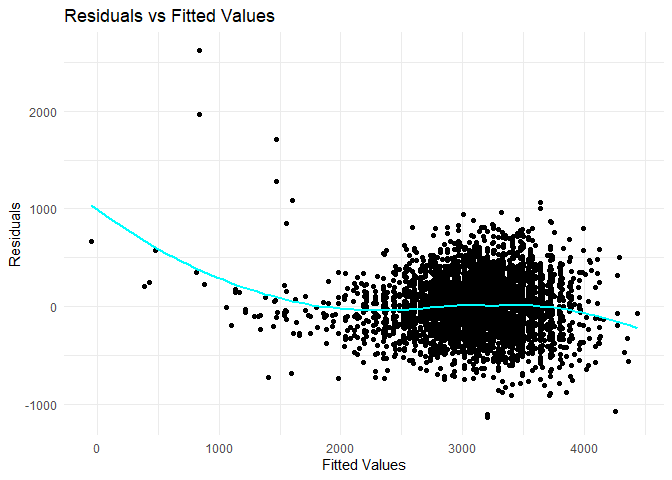 Residuals vs Fitted Values
Residuals
2000
1000
0
-1000
0 1000 2000 3000 4000
Fitted Values